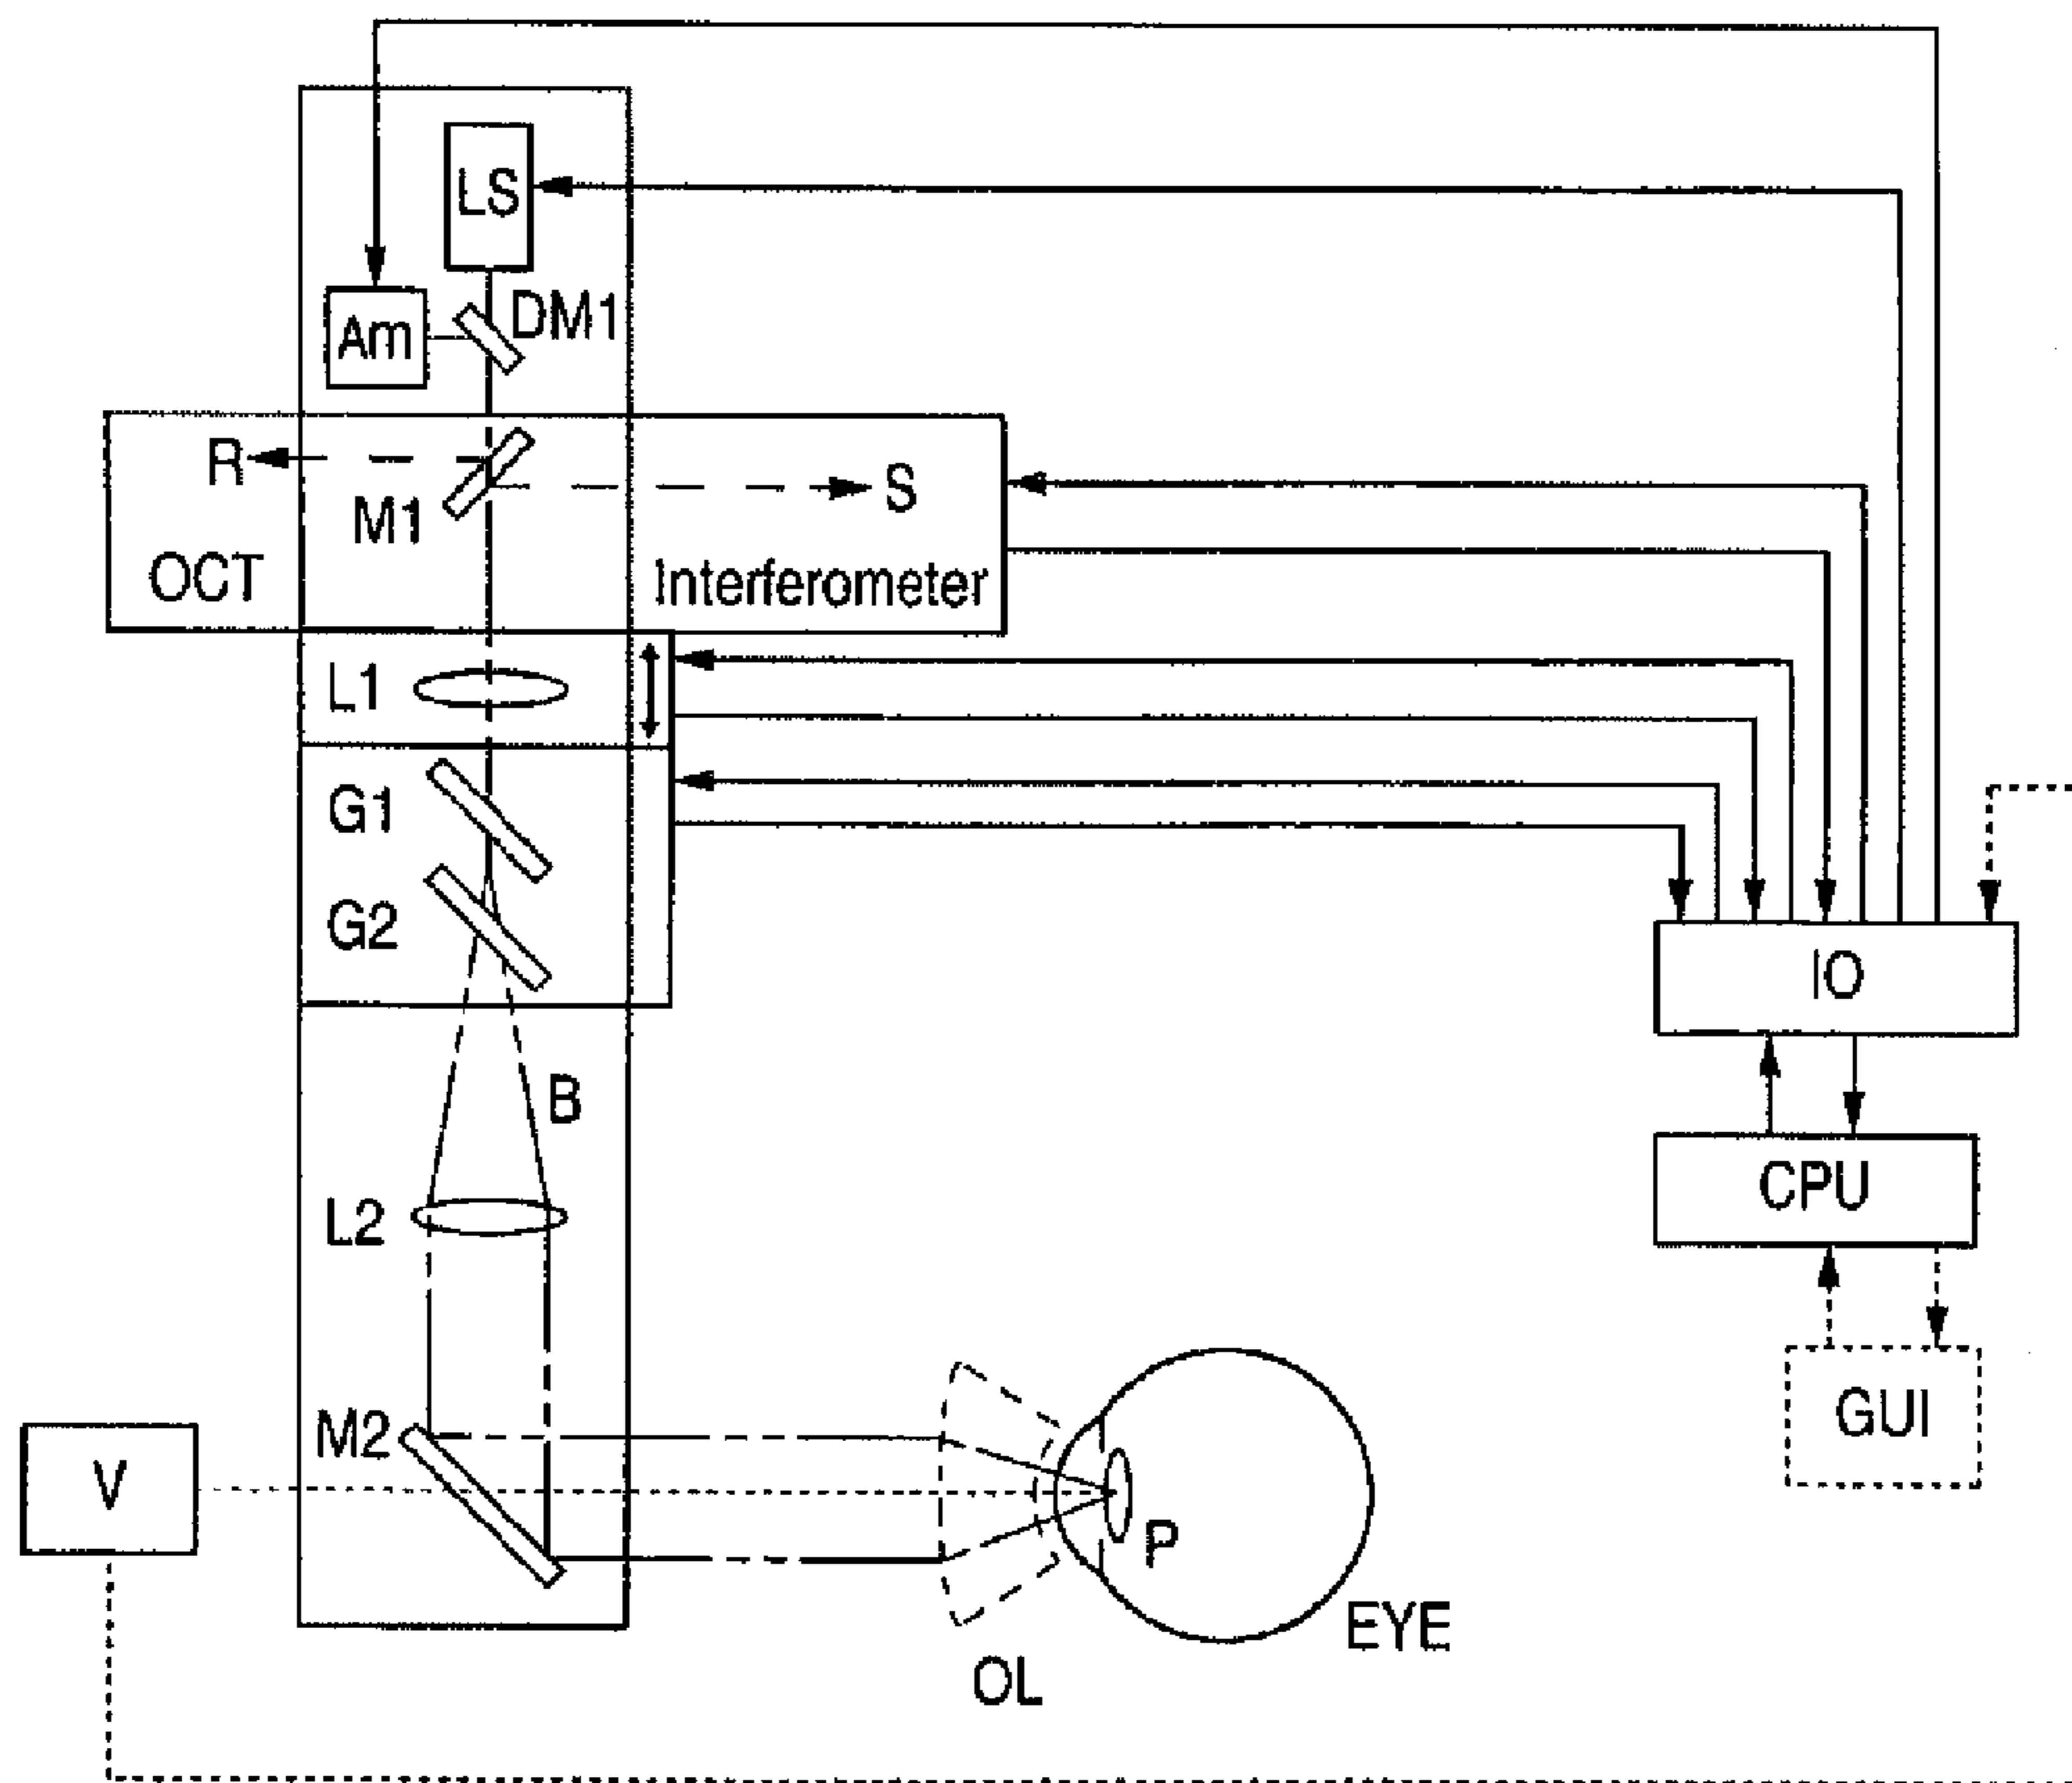 LS
DM1
Am
R
S
M1
OCT
Interferometer
L1
G1
G2
IO
B
CPU
L2
GUI
M2
V
P
EYE
OL